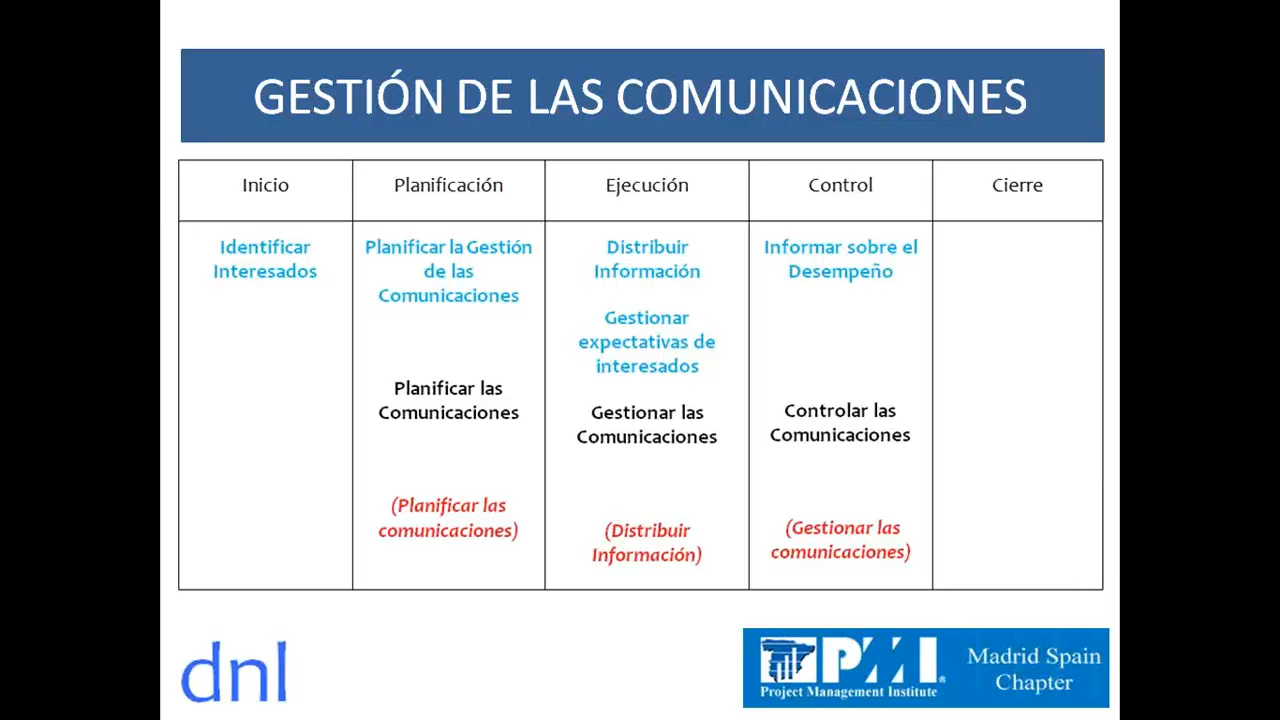 GESTIÓN DE LAS COMUNICACIONES
Inicio
Planificación
Ejecución
Control
Cierre
Identificar
Interesados
Planificar la Gestión
de las
Comunicaciones
Planificar las
Comunicaciones
(Planificar las
comunicaciones)
Distribuir
Información
Gestionar
expectativas de
interesados
Gestionar las
Comunicaciones
(Distribuir
Información)
Informar sobre el
Desempeño
Controlar las
Comunicaciones
(Gestionar las
comunicaciones)
dnl
PMI®
Project Management Institute
Madrid Spain
Chapter